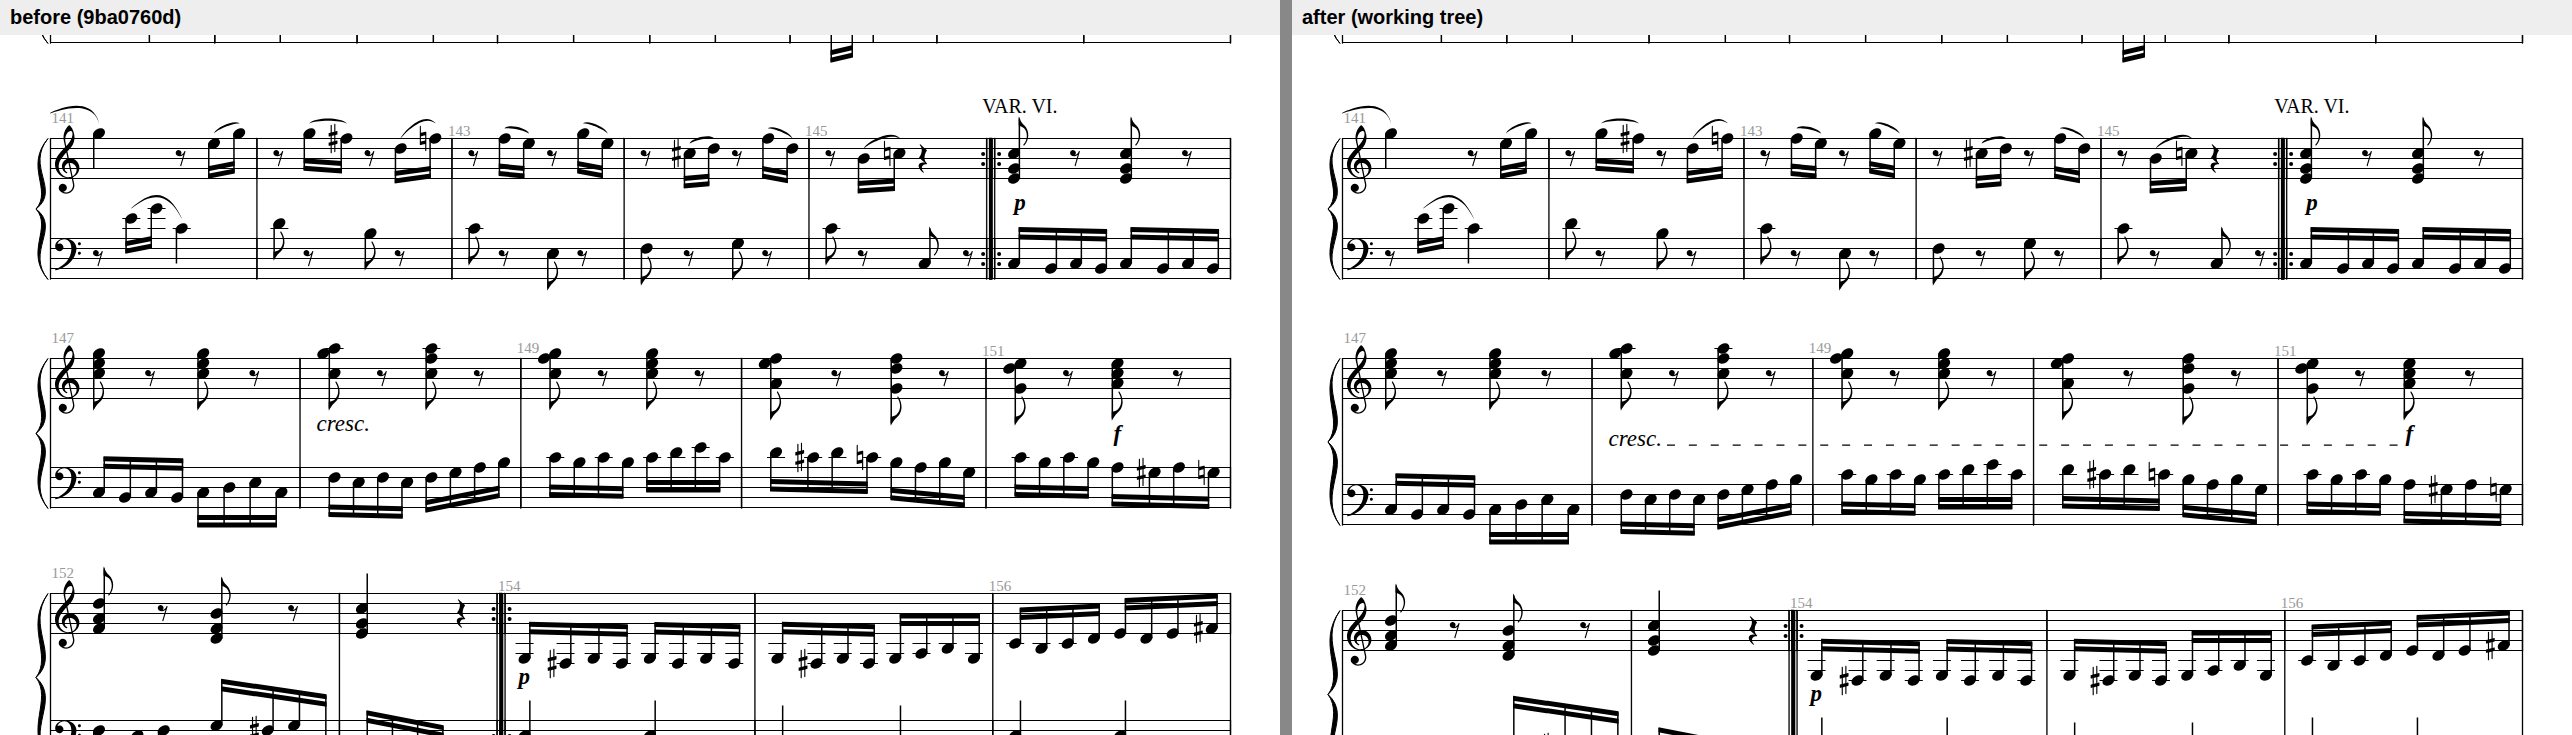 before (9ba0760d)
after (working tree)
VAR. VI.
141
143
145
p
147
149
151
cresc.
f
152
154
156
p
VAR. VI.
141
143
145
p
147
149
151
cresc.
f
152
154
156
p